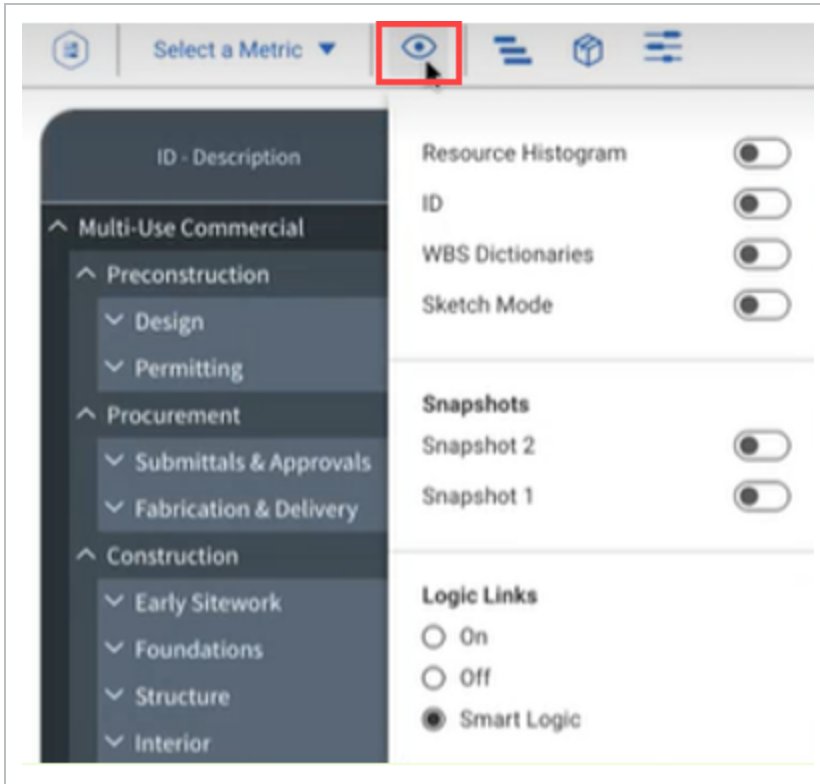 Select a Metric
ID - Description
Multi-Use Commercial
Preconstruction
Design
Permitting
Procurement
Submittals & Approvals
Fabrication & Delivery
Construction
Early Sitework
Foundations
Structure
Interior
Resource Histogram
ID
WBS Dictionaries
Sketch Mode
Snapshots
Snapshot 2
Snapshot 1
Logic Links
On
Off
Smart Logic